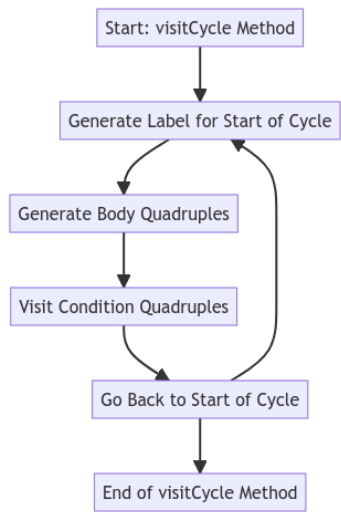 Start: visitCycle Method
Generate Label for Start of Cycle
Generate Body Quadruples
Visit Condition Quadruples
Go Back to Start of Cycle
End of visitCycle Method